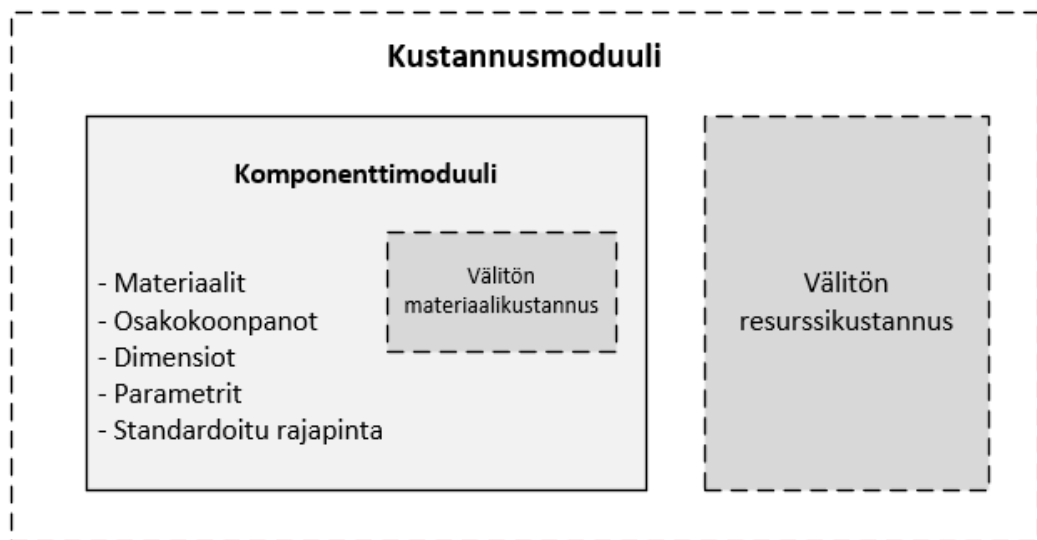 Kustannusmoduuli
Komponenttimoduuli
- Materiaalit
- Osakokoonpanot
- Dimensiot
- Parametrit
- Standardoitu rajapinta
Välitön
materiaalikustannus
Välitön
resurssikustannus